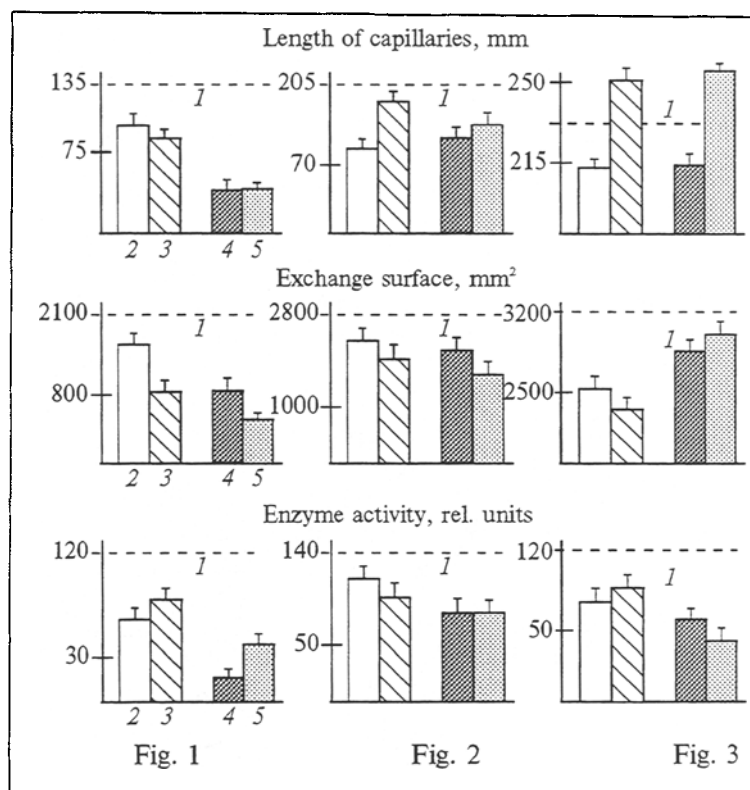 Length of capillaries, mm
135 205 250
1 1 1
75 70 215
2 3 4 5
Exchange surface, mm²
2100 2800 3200
1 1 1
800 1000 2500
2 3 4 5
Enzyme activity, rel. units
120 140 120
1 1 1
30 50 50
2 3 4 5
Fig. 1 Fig. 2 Fig. 3